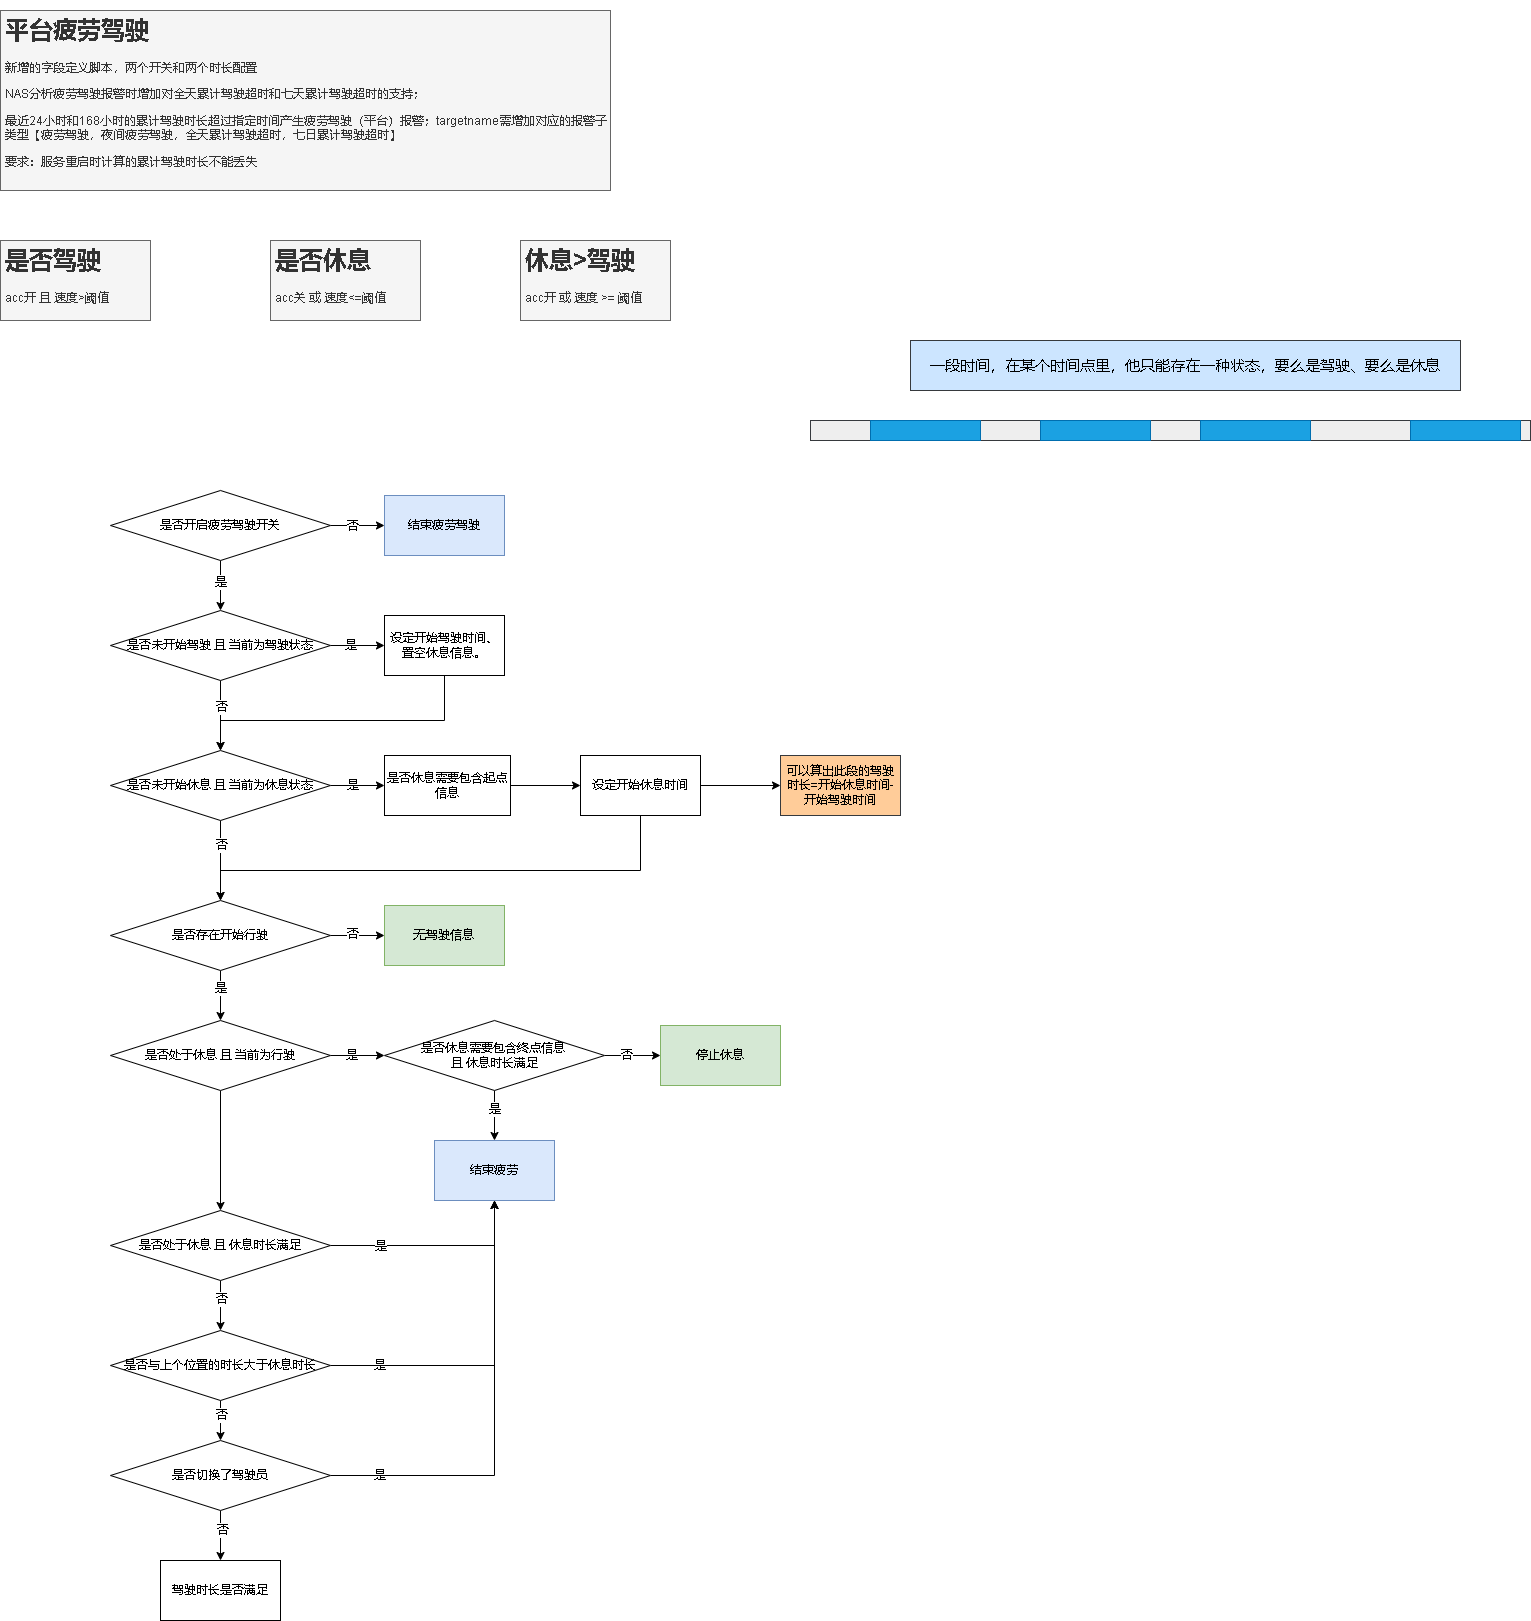 平台疲劳驾驶
新增的字段定义脚本，两个开关和两个时长配置
NAS分析疲劳驾驶报警时增加对全天累计驾驶超时和七天累计驾驶超时的支持；
最近24小时和168小时的累计驾驶时长超过指定时间产生疲劳驾驶（平台）报警；targetname需增加对应的报警子
类型【疲劳驾驶，夜间疲劳驾驶，全天累计驾驶超时，七日累计驾驶超时】
要求：服务重启时计算的累计驾驶时长不能丢失
是否驾驶
acc开 且 速度>阈值
是否休息
acc关 或 速度<=阈值
休息>驾驶
acc开 或 速度 >= 阈值
一段时间，在某个时间点里，他只能存在一种状态，要么是驾驶、要么是休息
是否开启疲劳驾驶开关
否
结束疲劳驾驶
是
是否未开始驾驶 且 当前为驾驶状态
是
设定开始驾驶时间、
置空休息信息。
否
是否未开始休息 且 当前为休息状态
是
是否休息需要包含起点
信息
设定开始休息时间
可以算出此段的驾驶
时长=开始休息时间-
开始驾驶时间
否
是否存在开始行驶
否
无驾驶信息
是
是否处于休息 且 当前为行驶
是
是否休息需要包含终点信息
且 休息时长满足
否
停止休息
是
结束疲劳
是否处于休息 且 休息时长满足
是
否
是否与上个位置的时长大于休息时长
是
否
是否切换了驾驶员
是
否
驾驶时长是否满足